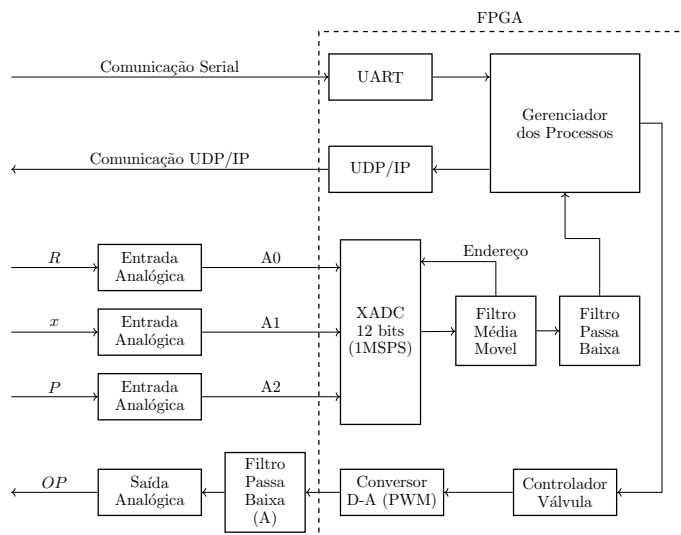 FPGA
Comunicação Serial
UART
Gerenciador
dos Processos
Comunicação UDP/IP
UDP/IP
R
Entrada
Analógica
A0
Endereço
x
Entrada
Analógica
A1
XADC
12 bits
(1MSPS)
Filtro
Média
Movel
Filtro
Passa
Baixa
P
Entrada
Analógica
A2
OP
Saída
Analógica
Filtro
Passa
Baixa
(A)
Conversor
D-A (PWM)
Controlador
Válvula